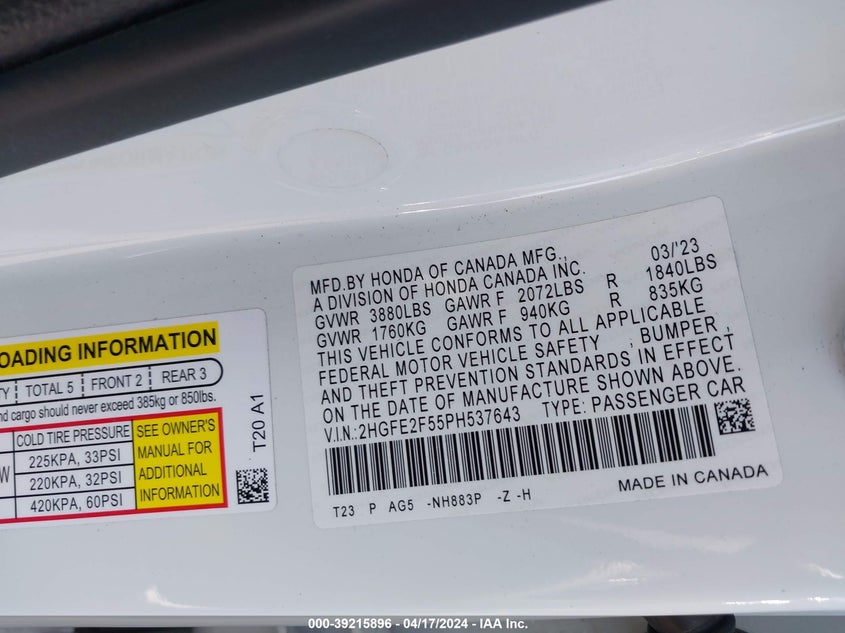 MFD.BY HONDA OF CANADA MFG., 03/'23
A DIVISION OF HONDA CANADA INC.
GVWR 3880LBS GAWR F 2072LBS R 1840LBS
GVWR 1760KG GAWR F 940KG R 835KG
THIS VEHICLE CONFORMS TO ALL APPLICABLE
FEDERAL MOTOR VEHICLE SAFETY , BUMPER ,
AND THEFT PREVENTION STANDARDS IN EFFECT
ON THE DATE OF MANUFACTURE SHOWN ABOVE.
V.I.N.:2HGFE2F55PH537643 TYPE: PASSENGER CAR
MADE IN CANADA
T23 P AG5 -NH883P -Z -H
OADING INFORMATION
TY TOTAL 5 FRONT 2 REAR 3
nd cargo should never exceed 385kg or 850lbs.
COLD TIRE PRESSURE
225KPA, 33PSI
W 220KPA, 32PSI
420KPA, 60PSI
SEE OWNER'S
MANUAL FOR
ADDITIONAL
INFORMATION
T20 A1
000-39215896 - 04/17/2024 - IAA Inc.